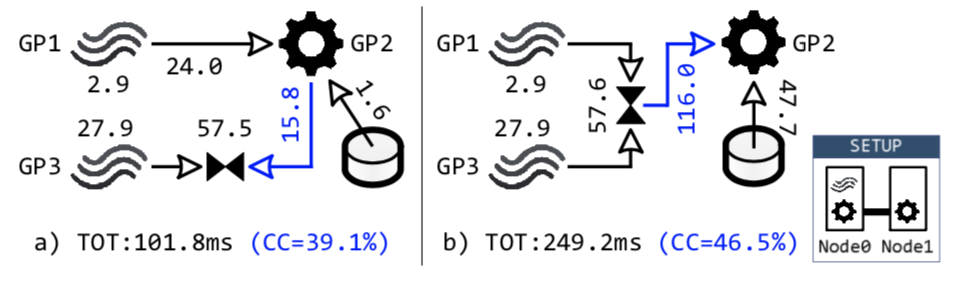 GP1
2.9
24.0
GP2
15.8
1.6
27.9
57.5
GP3
a) TOT:101.8ms (CC=39.1%)
GP1
2.9
57.6
116.0
GP2
47.7
27.9
GP3
b) TOT:249.2ms (CC=46.5%)
SETUP
Node0 Node1